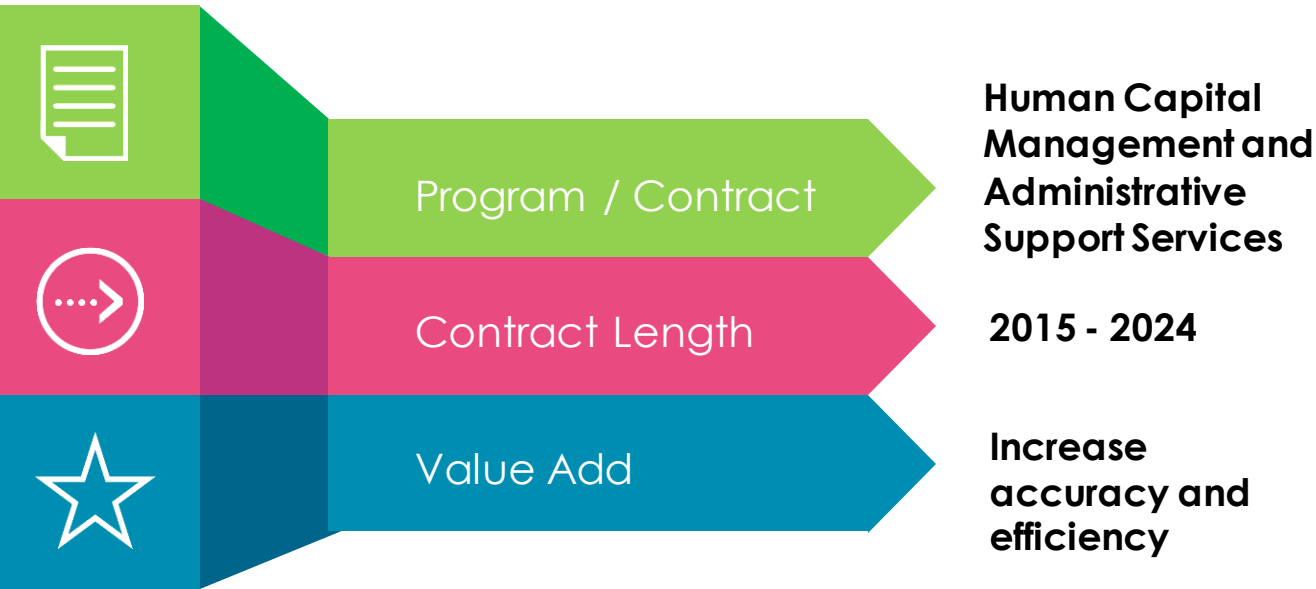 Program / Contract
Human Capital
Management and
Administrative
Support Services
Contract Length
2015 - 2024
Value Add
Increase
accuracy and
efficiency